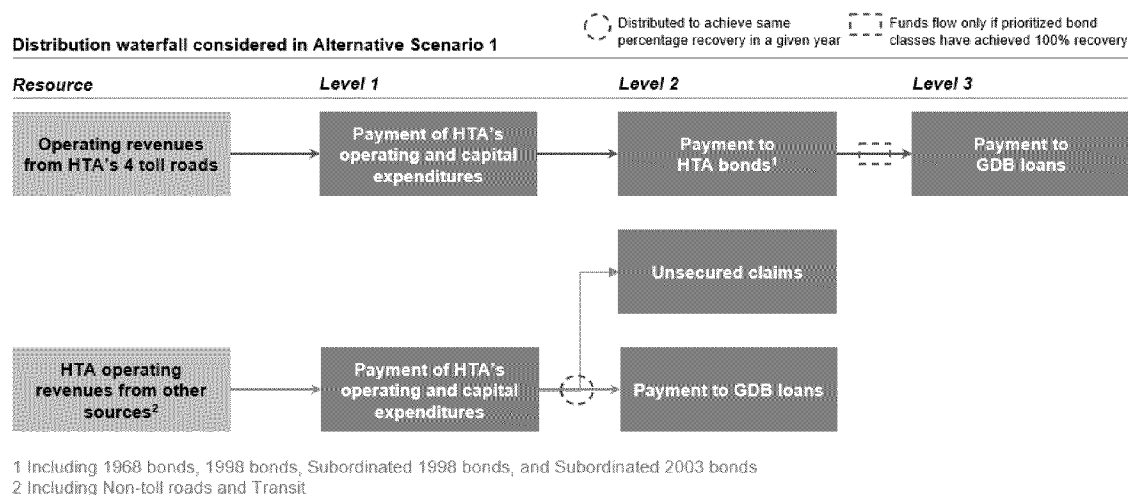 Distributed to achieve same
percentage recovery in a given year
Funds flow only if prioritized bond
classes have achieved 100% recovery
Distribution waterfall considered in Alternative Scenario 1
Resource
Level 1
Level 2
Level 3
Operating revenues
from HTA's 4 toll roads
Payment of HTA's
operating and capital
expenditures
Payment to
HTA bonds¹
Payment to
GDB loans
Unsecured claims
HTA operating
revenues from other
sources²
Payment of HTA's
operating and capital
expenditures
Payment to GDB loans
1 Including 1968 bonds, 1998 bonds, Subordinated 1998 bonds, and Subordinated 2003 bonds
2 Including Non-toll roads and Transit